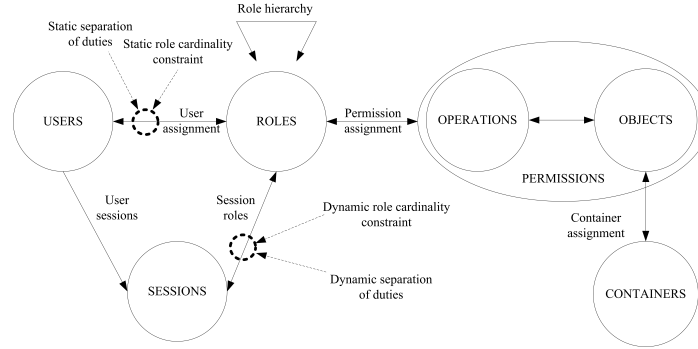 Role hierarchy
Static separation
of duties
Static role cardinality
constraint
USERS
User
assignment
ROLES
Permission
assignment
OPERATIONS
OBJECTS
PERMISSIONS
User
sessions
Session
roles
Dynamic role cardinality
constraint
Container
assignment
Dynamic separation
of duties
SESSIONS
CONTAINERS